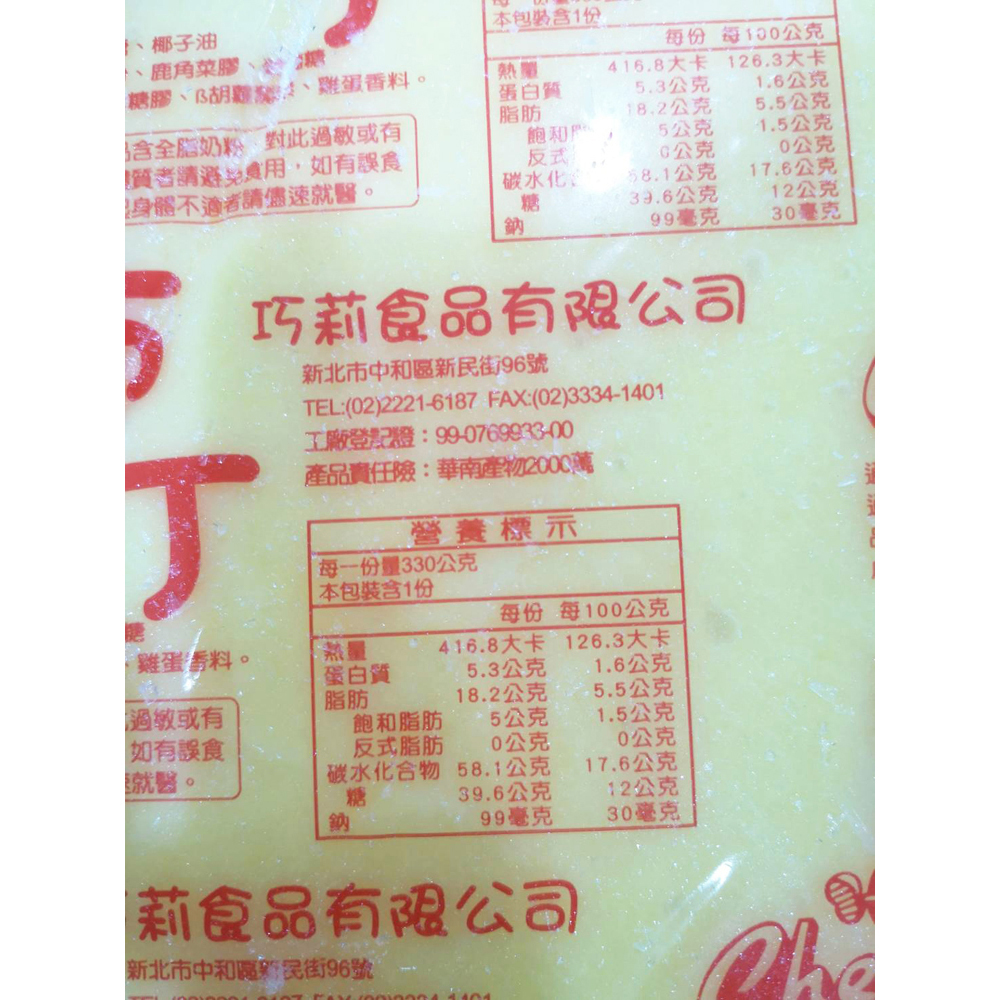 丁
、椰子油
、鹿角菜膠、
糖膠、ß胡蘿蔔素、雞蛋香料。
含全脂奶粉，對此過敏或有
質者請避免食用，如有誤食
身體不適者請儘速就醫。
本包裝含1份
每份 每100公克
熱量 416.8大卡 126.3大卡
蛋白質 5.3公克 1.6公克
脂肪 18.2公克 5.5公克
飽和脂肪 5公克 1.5公克
反式 0公克 0公克
碳水化合 58.1公克 17.6公克
糖 39.6公克 12公克
鈉 99毫克 30毫克
巧莉食品有限公司
新北市中和區新民街96號
TEL:(02)2221-6187 FAX:(02)3334-1401
工廠登記證：99-0769933-00
產品責任險：華南產物2000萬
丁
糖
、雞蛋香料。
過敏或有
如有誤食
速就醫。
營養標示
每一份量330公克
本包裝含1份
每份 每100公克
熱量 416.8大卡 126.3大卡
蛋白質 5.3公克 1.6公克
脂肪 18.2公克 5.5公克
飽和脂肪 5公克 1.5公克
反式脂肪 0公克 0公克
碳水化合物 58.1公克 17.6公克
糖 39.6公克 12公克
鈉 99毫克 30毫克
莉食品有限公司
新北市中和區新民街96號
Che